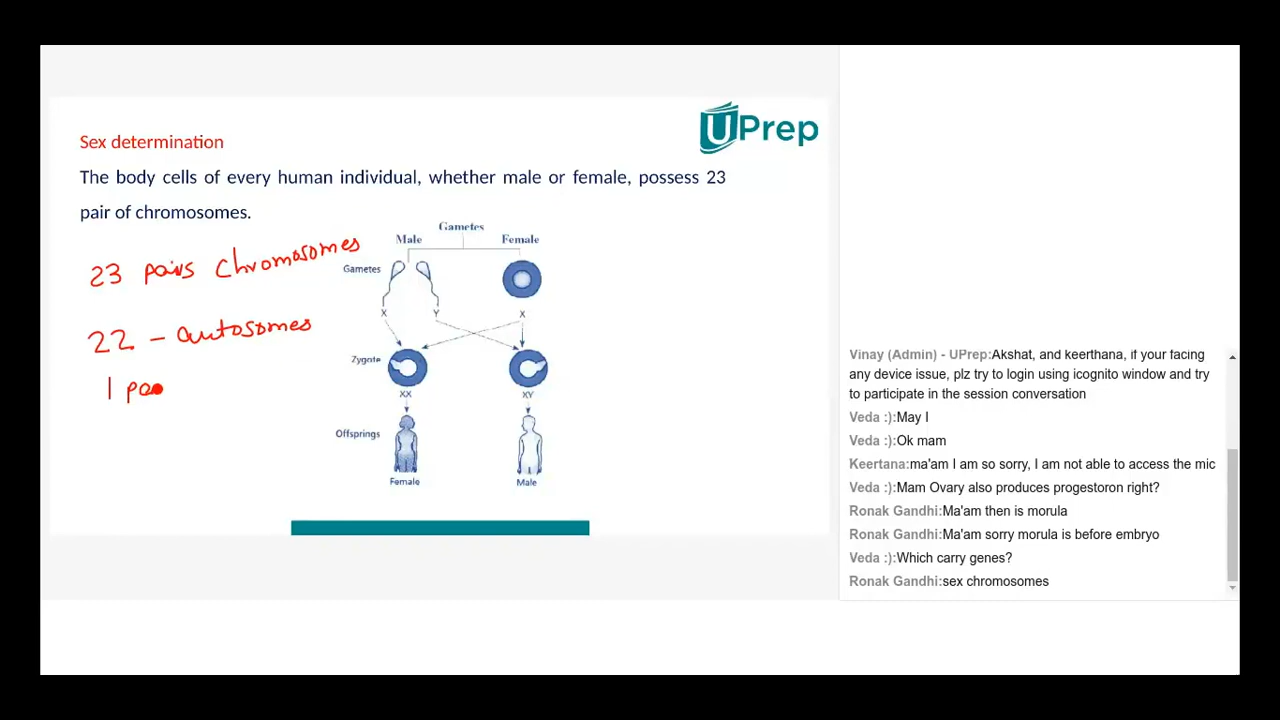 UPrep
Sex determination
The body cells of every human individual, whether male or female, possess 23
pair of chromosomes.
23 pairs Chromosomes
22 - autosomes
1 pa
Gametes
Male Female
Gametes
X Y X
Zygote
XX XY
Offsprings
Female Male
Vinay (Admin) - UPrep:Akshat, and keerthana, if your facing
any device issue, plz try to login using icognito window and try
to participate in the session conversation
Veda :):May I
Veda :):Ok mam
Keertana:ma'am I am so sorry, I am not able to access the mic
Veda :):Mam Ovary also produces progestoron right?
Ronak Gandhi:Ma'am then is morula
Ronak Gandhi:Ma'am sorry morula is before embryo
Veda :):Which carry genes?
Ronak Gandhi:sex chromosomes